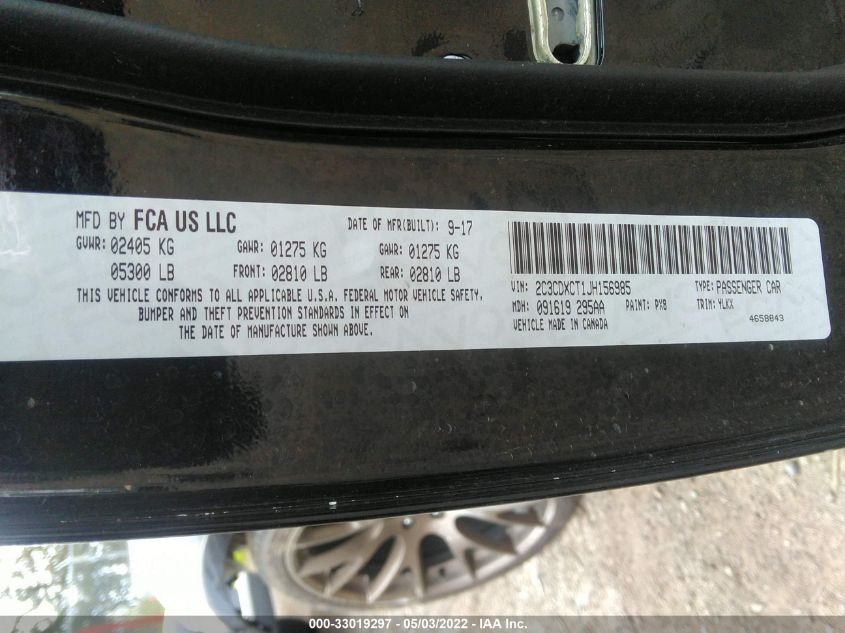 MFD BY FCA US LLC DATE OF MFR(BUILT): 9-17
GVWR: 02405 KG GAWR: 01275 KG GAWR: 01275 KG
05300 LB FRONT: 02810 LB REAR: 02810 LB
THIS VEHICLE CONFORMS TO ALL APPLICABLE U.S.A. FEDERAL MOTOR VEHICLE SAFETY,
BUMPER AND THEFT PREVENTION STANDARDS IN EFFECT ON
THE DATE OF MANUFACTURE SHOWN ABOVE.
VIN: 2C3CDXCT1JH156985 TYPE: PASSENGER CAR
MDH: 091619 295AA PAINT: PX8 TRIM: YLKX
VEHICLE MADE IN CANADA 4658843
000-33019297 - 05/03/2022 - IAA Inc.